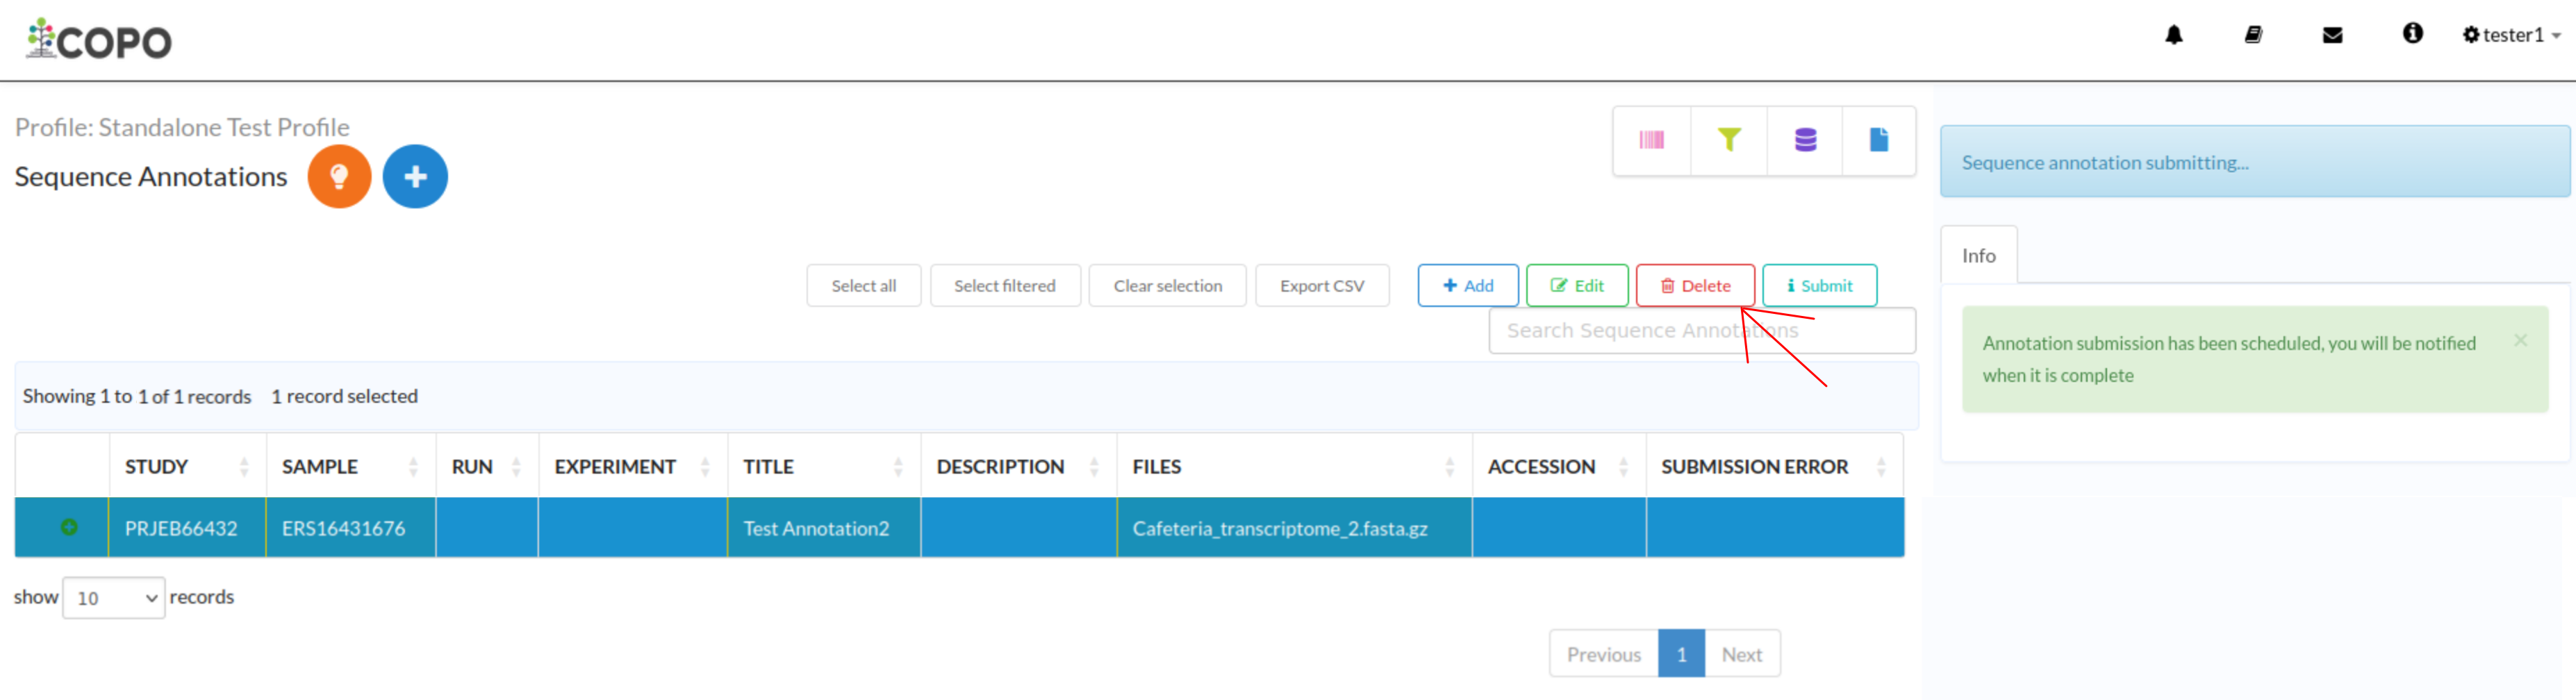 COPO
tester1
Profile: Standalone Test Profile
Sequence Annotations
Sequence annotation submitting...
Info
Select all Select filtered Clear selection Export CSV Add Edit Delete Submit
Search Sequence Annotations
Annotation submission has been scheduled, you will be notified
when it is complete
Showing 1 to 1 of 1 records 1 record selected
STUDY SAMPLE RUN EXPERIMENT TITLE DESCRIPTION FILES ACCESSION SUBMISSION ERROR
PRJEB66432 ERS16431676 Test Annotation2 Cafeteria_transcriptome_2.fasta.gz
show 10 records
Previous 1 Next